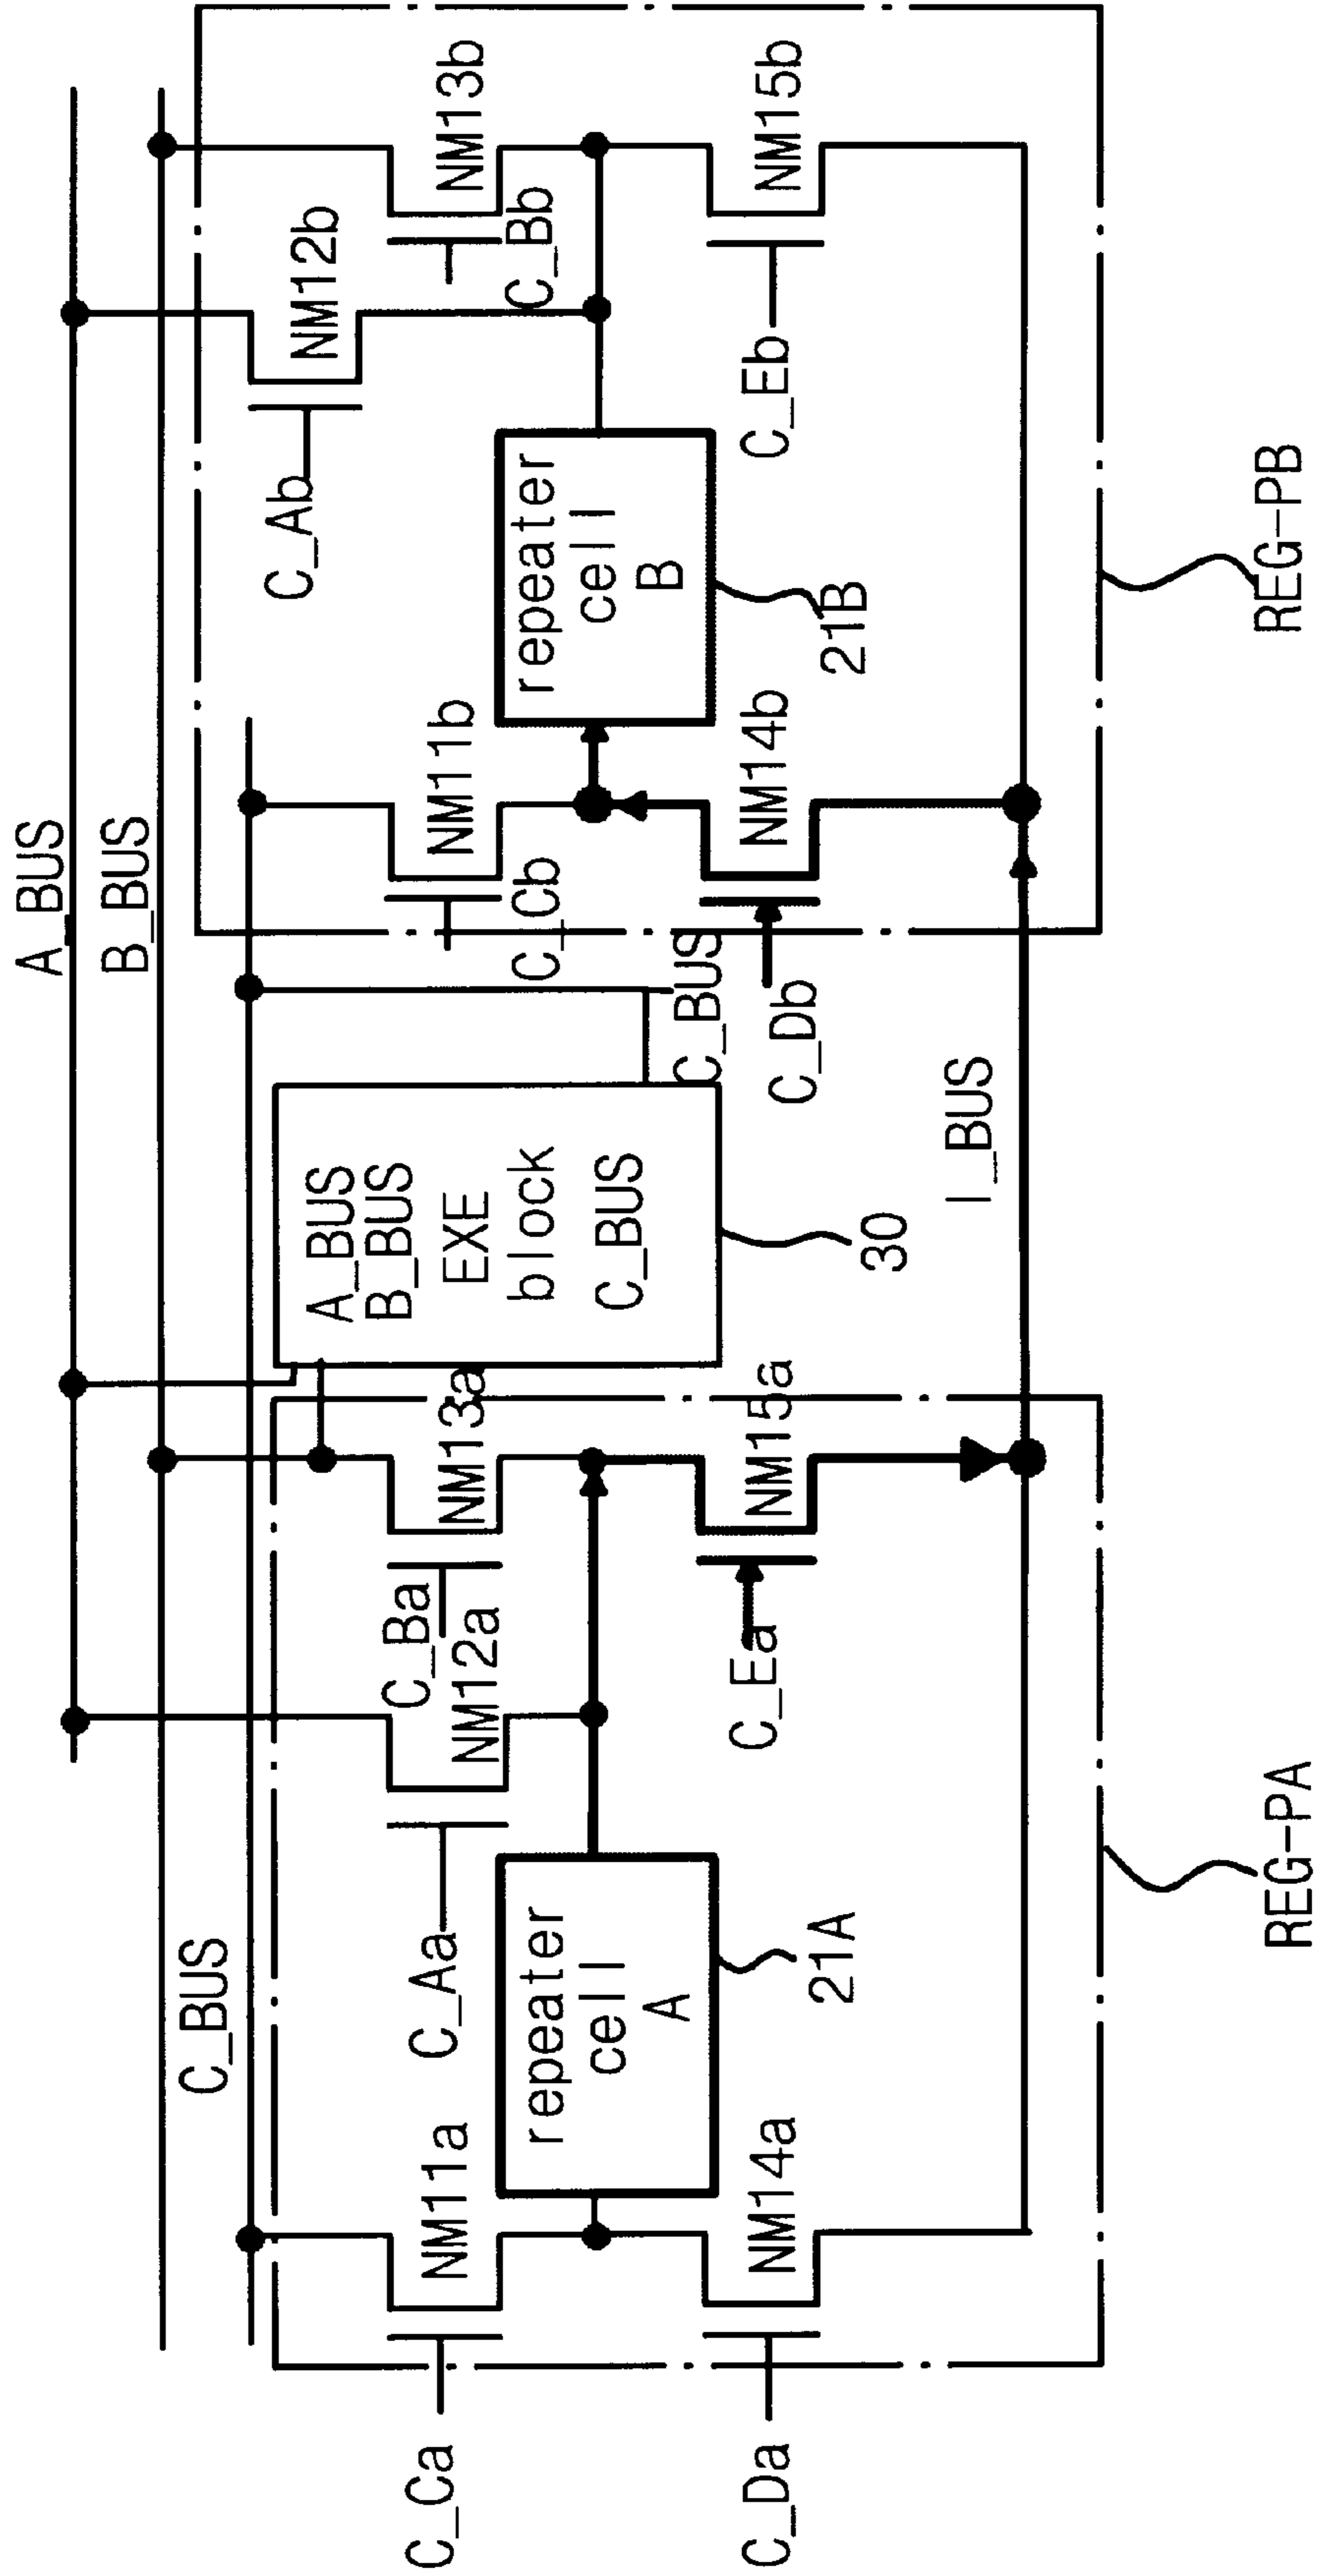 A_BUS
B_BUS
C_BUS
C_Ca
NM11a
C_Aa
NM12a
C_Ba
NM13a
repeater
cell
A
21A
C_Da
NM14a
C_Ea
NM15a
REG-PA
A_BUS
B_BUS
EXE
block
C_BUS
30
C_BUS
I_BUS
C_Cb
NM11b
C_Ab
NM12b
C_Bb
NM13b
repeater
cell
B
21B
C_Db
NM14b
C_Eb
NM15b
REG-PB